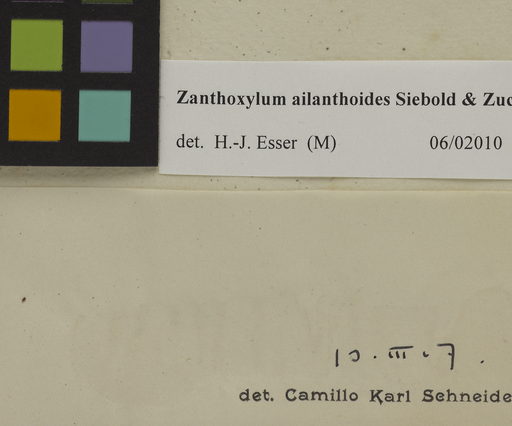 Zanthoxylum ailanthoides Siebold & Zuc
det. H.-J. Esser (M) 06/02010
10. III. 7.
det. Camillo Karl Schneide